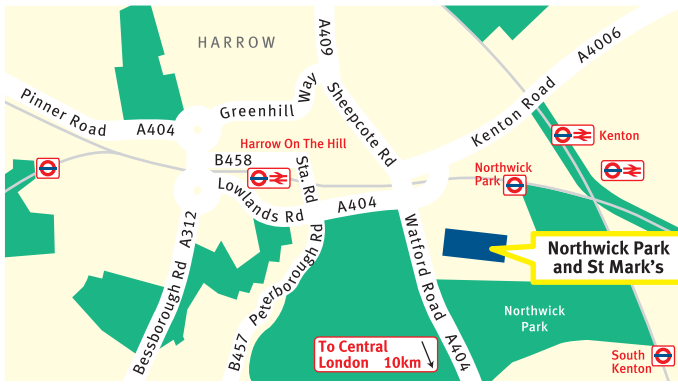 HARROW
A409
A4006
Pinner Road A404
Greenhill Way
Sheepcote Rd
Kenton Road
Kenton
Harrow On The Hill
B458
Sta. Rd
Northwick
Park
Lowlands Rd A404
A312
Bessborough Rd
Peterborough Rd
B457
Watford Road A404
Northwick Park
and St Mark's
Northwick
Park
To Central
London 10km
South
Kenton